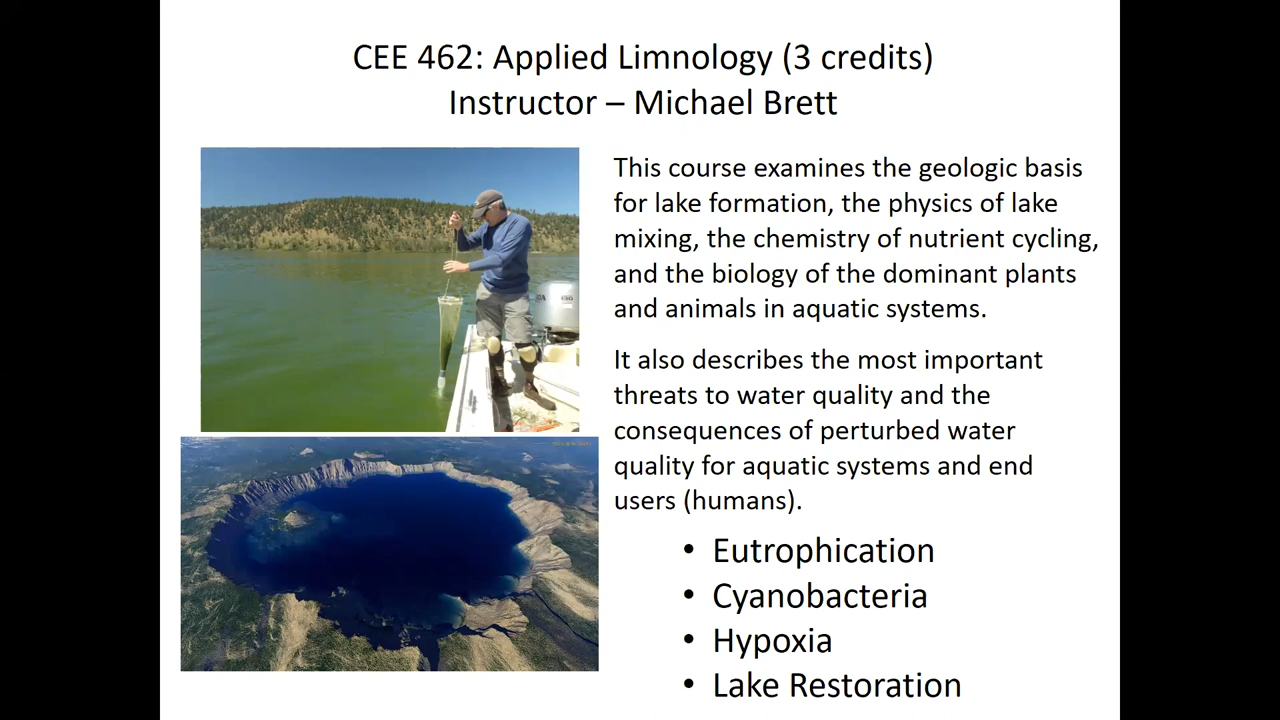 CEE 462: Applied Limnology (3 credits)
Instructor – Michael Brett
This course examines the geologic basis
for lake formation, the physics of lake
mixing, the chemistry of nutrient cycling,
and the biology of the dominant plants
and animals in aquatic systems.
It also describes the most important
threats to water quality and the
consequences of perturbed water
quality for aquatic systems and end
users (humans).
• Eutrophication
• Cyanobacteria
• Hypoxia
• Lake Restoration